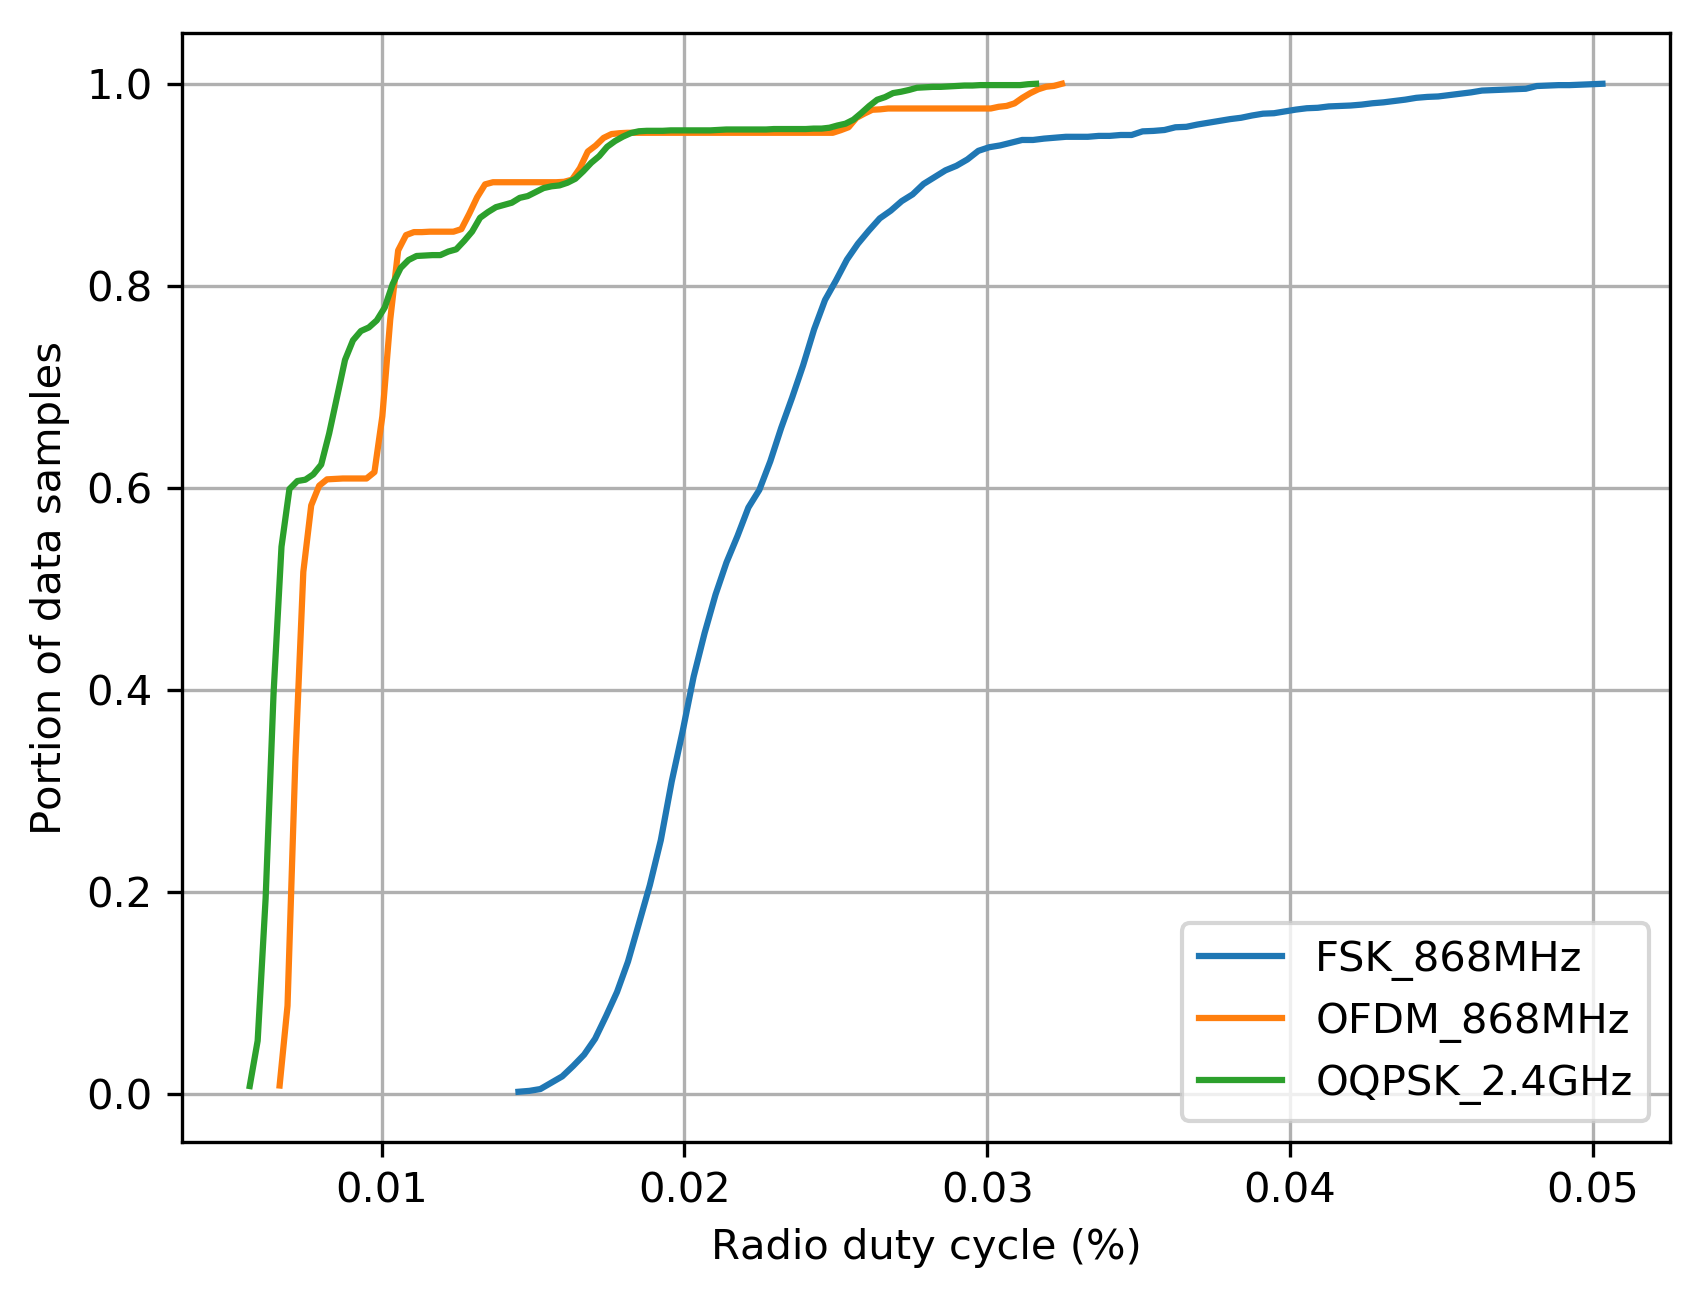 1.0
0.8
0.6
0.4
0.2
0.0
Portion of data samples
FSK_868MHz
OFDM_868MHz
OQPSK_2.4GHz
0.01 0.02 0.03 0.04 0.05
Radio duty cycle (%)